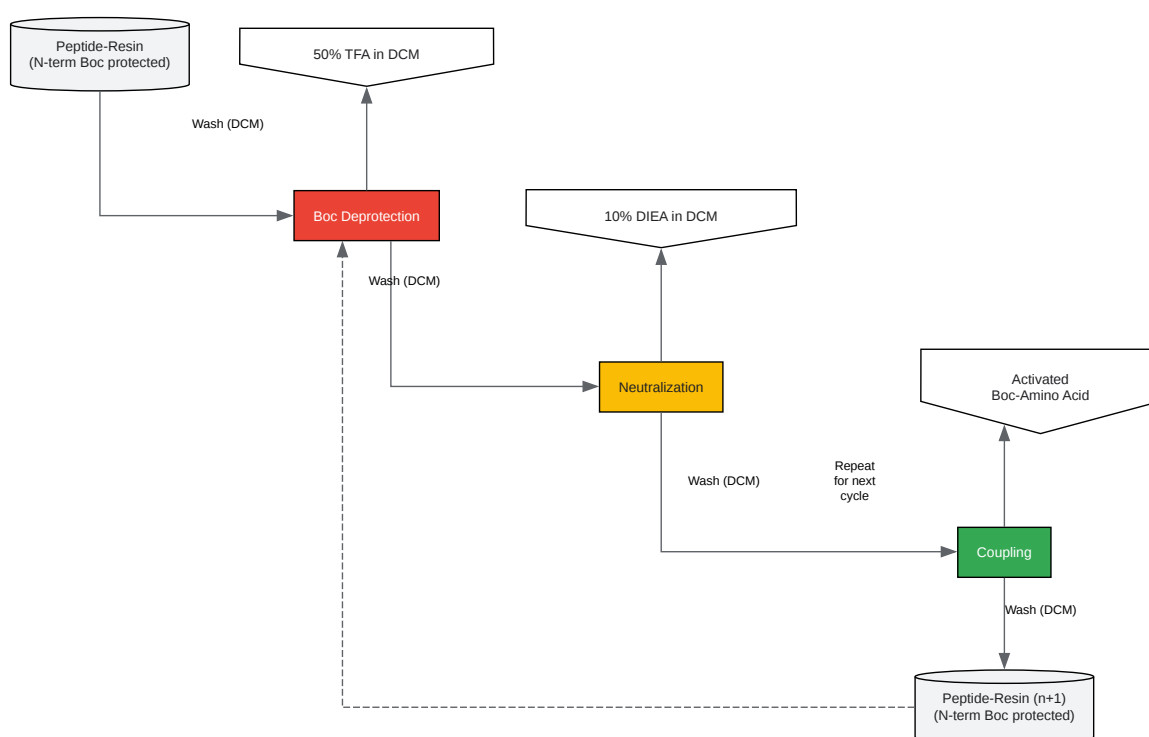 Peptide-Resin
(N-term Boc protected)
50% TFA in DCM
Wash (DCM)
Boc Deprotection
10% DIEA in DCM
Wash (DCM)
Neutralization
Activated
Boc-Amino Acid
Wash (DCM)
Repeat
for next
cycle
Coupling
Wash (DCM)
Peptide-Resin (n+1)
(N-term Boc protected)